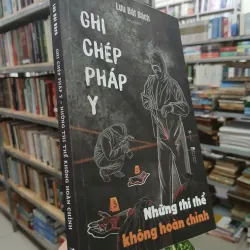 Lưu Bát Bách
GHI
CHÉP PHÁP
Y
Những thi thể
không hoàn chỉnh
GHI CHÉP PHÁP Y - NHỮNG THI THỂ KHÔNG HOÀN CHỈNH